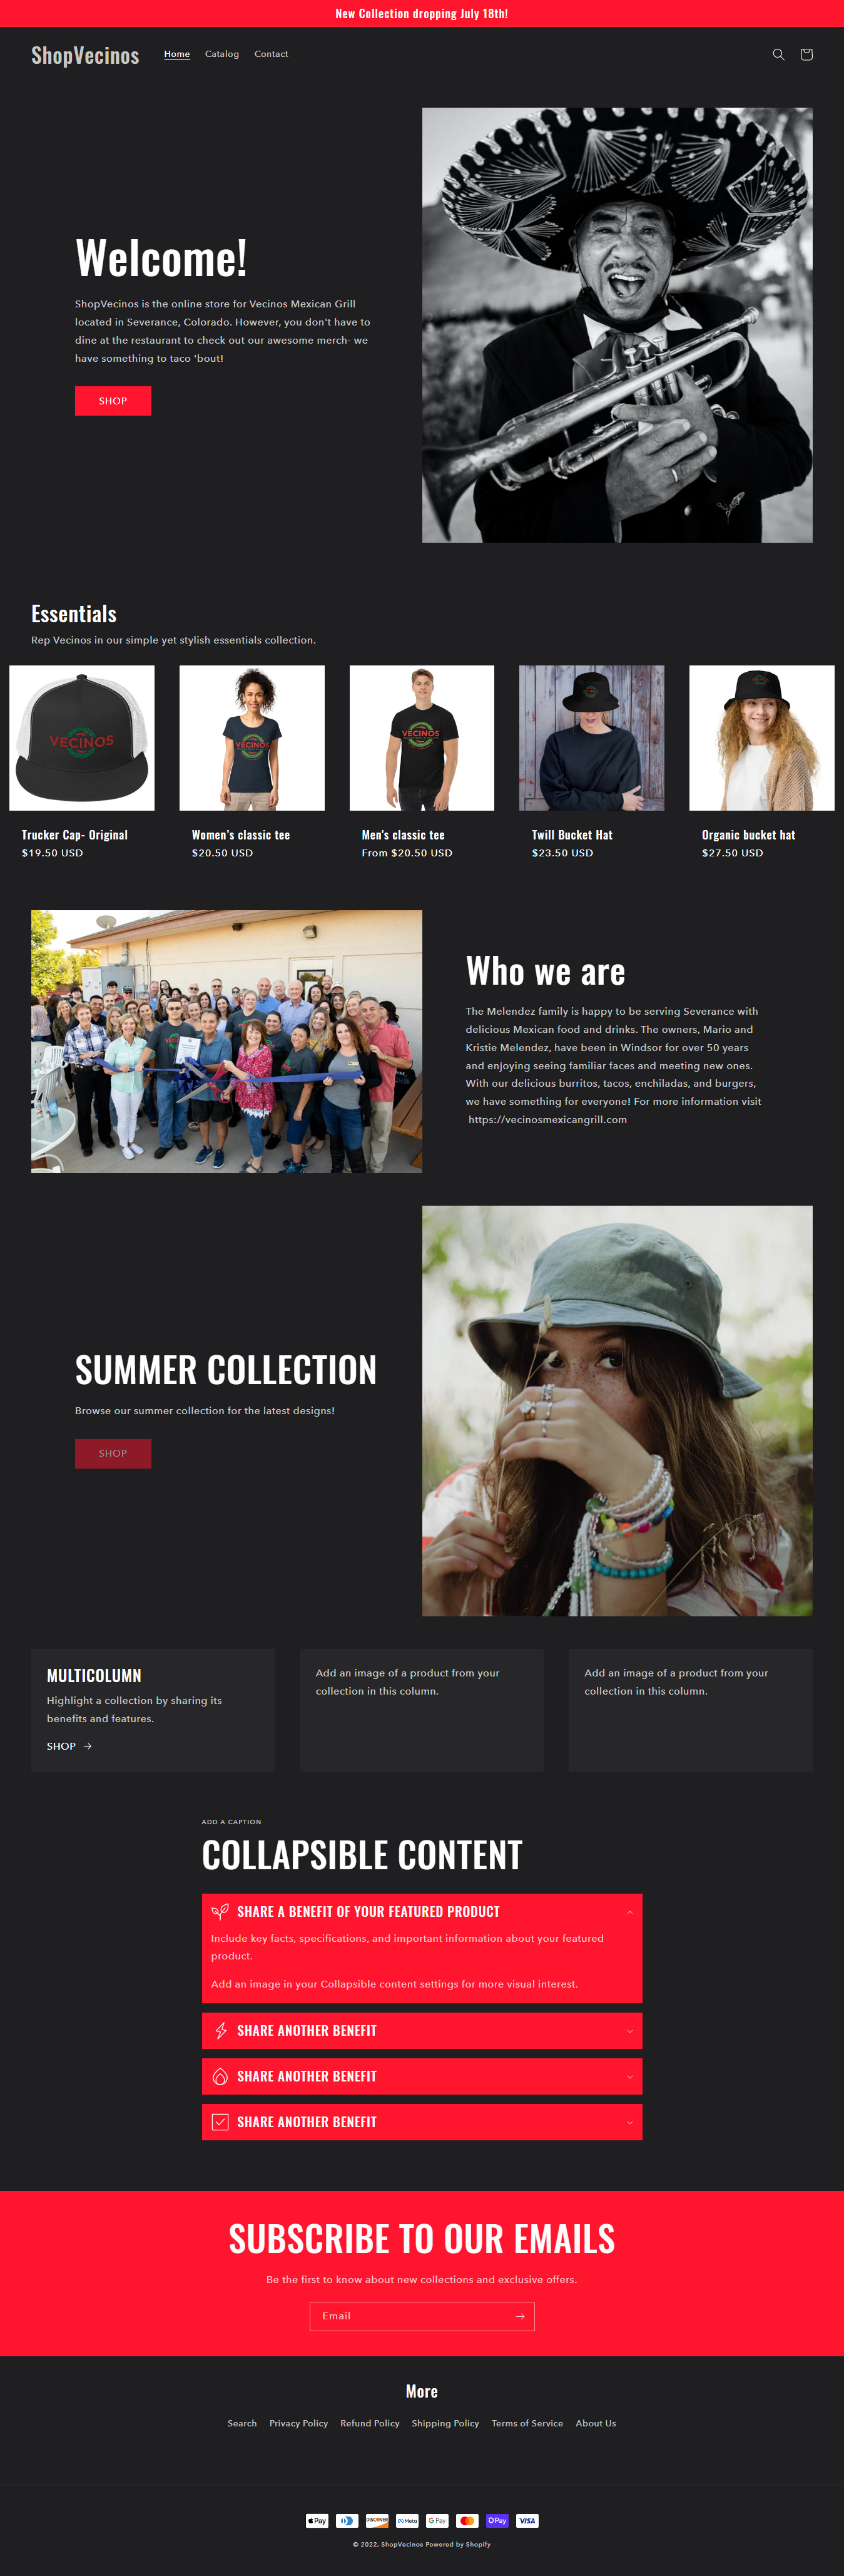 New Collection dropping July 18th!
ShopVecinos
Home Catalog Contact
Welcome!
ShopVecinos is the online store for Vecinos Mexican Grill
located in Severance, Colorado. However, you don't have to
dine at the restaurant to check out our awesome merch- we
have something to taco 'bout!
SHOP
Essentials
Rep Vecinos in our simple yet stylish essentials collection.
VECINOS
VECINOS
VECINOS
Trucker Cap- Original
$19.50 USD
Women's classic tee
$20.50 USD
Men's classic tee
From $20.50 USD
Twill Bucket Hat
$23.50 USD
Organic bucket hat
$27.50 USD
Who we are
The Melendez family is happy to be serving Severance with
delicious Mexican food and drinks. The owners, Mario and
Kristie Melendez, have been in Windsor for over 50 years
and enjoying seeing familiar faces and meeting new ones.
With our delicious burritos, tacos, enchiladas, and burgers,
we have something for everyone! For more information visit
https://vecinosmexicangrill.com
SUMMER COLLECTION
Browse our summer collection for the latest designs!
SHOP
MULTICOLUMN
Highlight a collection by sharing its
benefits and features.
SHOP
Add an image of a product from your
collection in this column.
Add an image of a product from your
collection in this column.
ADD A CAPTION
COLLAPSIBLE CONTENT
SHARE A BENEFIT OF YOUR FEATURED PRODUCT
Include key facts, specifications, and important information about your featured
product.
Add an image in your Collapsible content settings for more visual interest.
SHARE ANOTHER BENEFIT
SHARE ANOTHER BENEFIT
SHARE ANOTHER BENEFIT
SUBSCRIBE TO OUR EMAILS
Be the first to know about new collections and exclusive offers.
Email
More
Search Privacy Policy Refund Policy Shipping Policy Terms of Service About Us
Pay DISCOVER Meta G Pay Pay VISA
© 2022, ShopVecinos Powered by Shopify